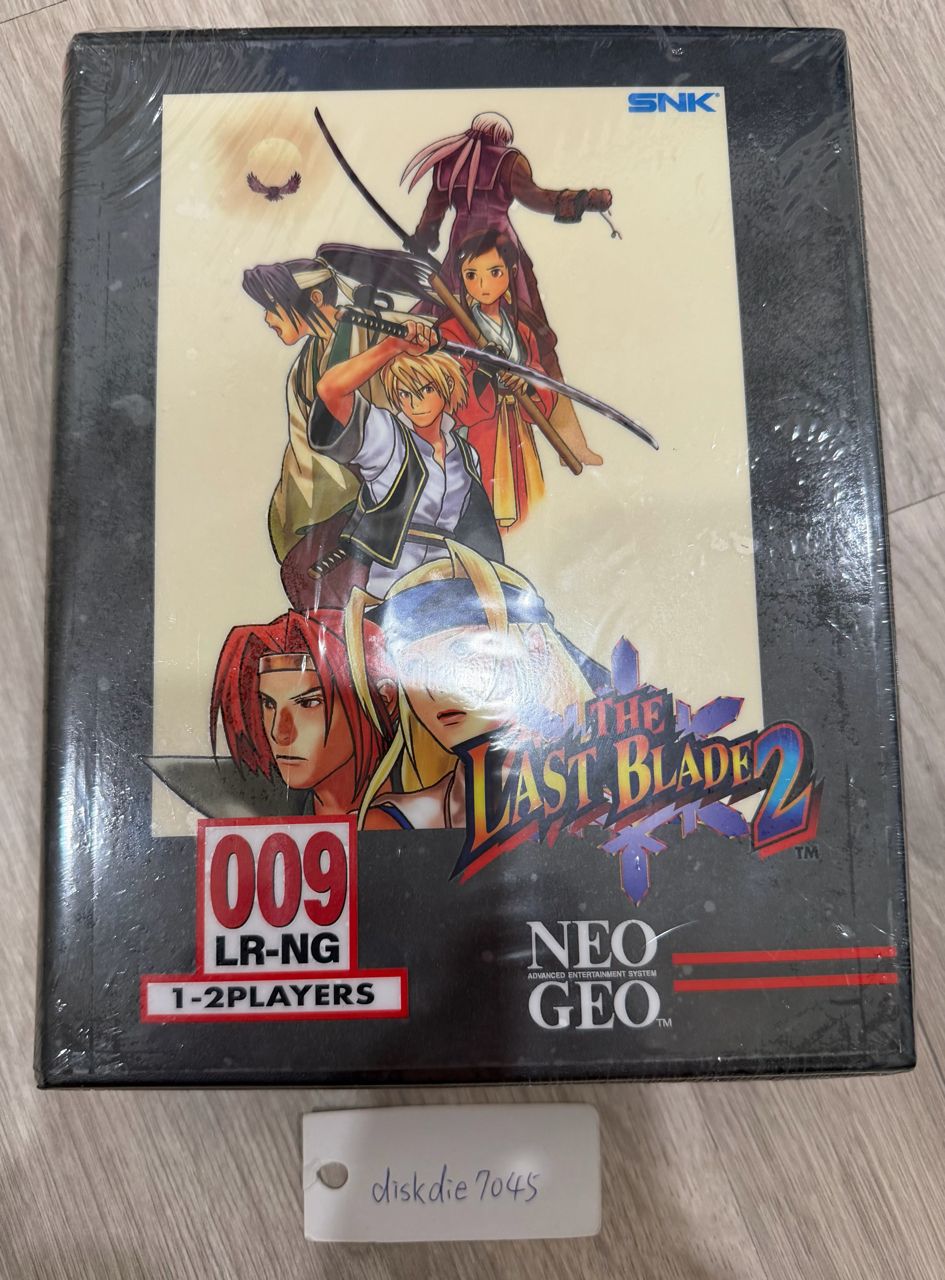 SNK®
THE
LAST BLADE 2
TM
009
LR-NG
1-2PLAYERS
NEO
ADVANCED ENTERTAINMENT SYSTEM
GEO TM
diskdie7045